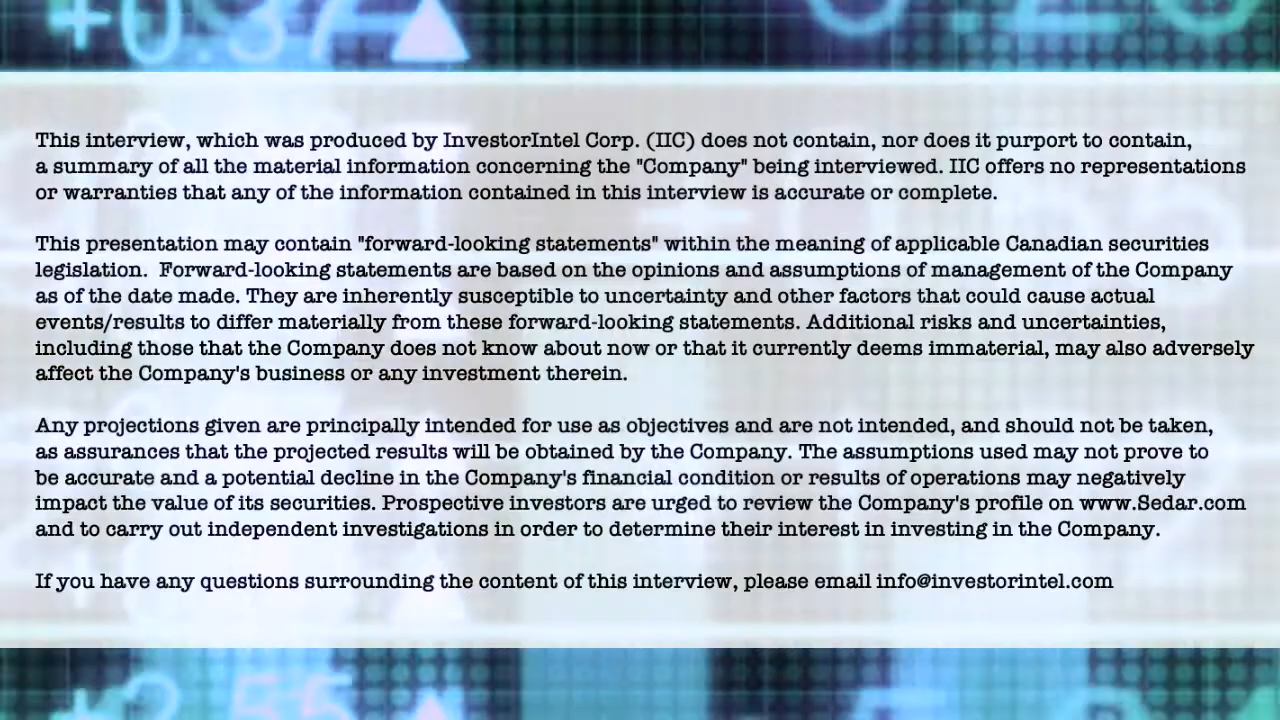 +0.37▲ 0.20
This interview, which was produced by InvestorIntel Corp. (IIC) does not contain, nor does it purport to contain,
a summary of all the material information concerning the "Company" being interviewed. IIC offers no representations
or warranties that any of the information contained in this interview is accurate or complete.
This presentation may contain "forward-looking statements" within the meaning of applicable Canadian securities
legislation.  Forward-looking statements are based on the opinions and assumptions of management of the Company
as of the date made. They are inherently susceptible to uncertainty and other factors that could cause actual
events/results to differ materially from these forward-looking statements. Additional risks and uncertainties,
including those that the Company does not know about now or that it currently deems immaterial, may also adversely
affect the Company's business or any investment therein.
Any projections given are principally intended for use as objectives and are not intended, and should not be taken,
as assurances that the projected results will be obtained by the Company. The assumptions used may not prove to
be accurate and a potential decline in the Company's financial condition or results of operations may negatively
impact the value of its securities. Prospective investors are urged to review the Company's profile on www.Sedar.com
and to carry out independent investigations in order to determine their interest in investing in the Company.
If you have any questions surrounding the content of this interview, please email info@investorintel.com